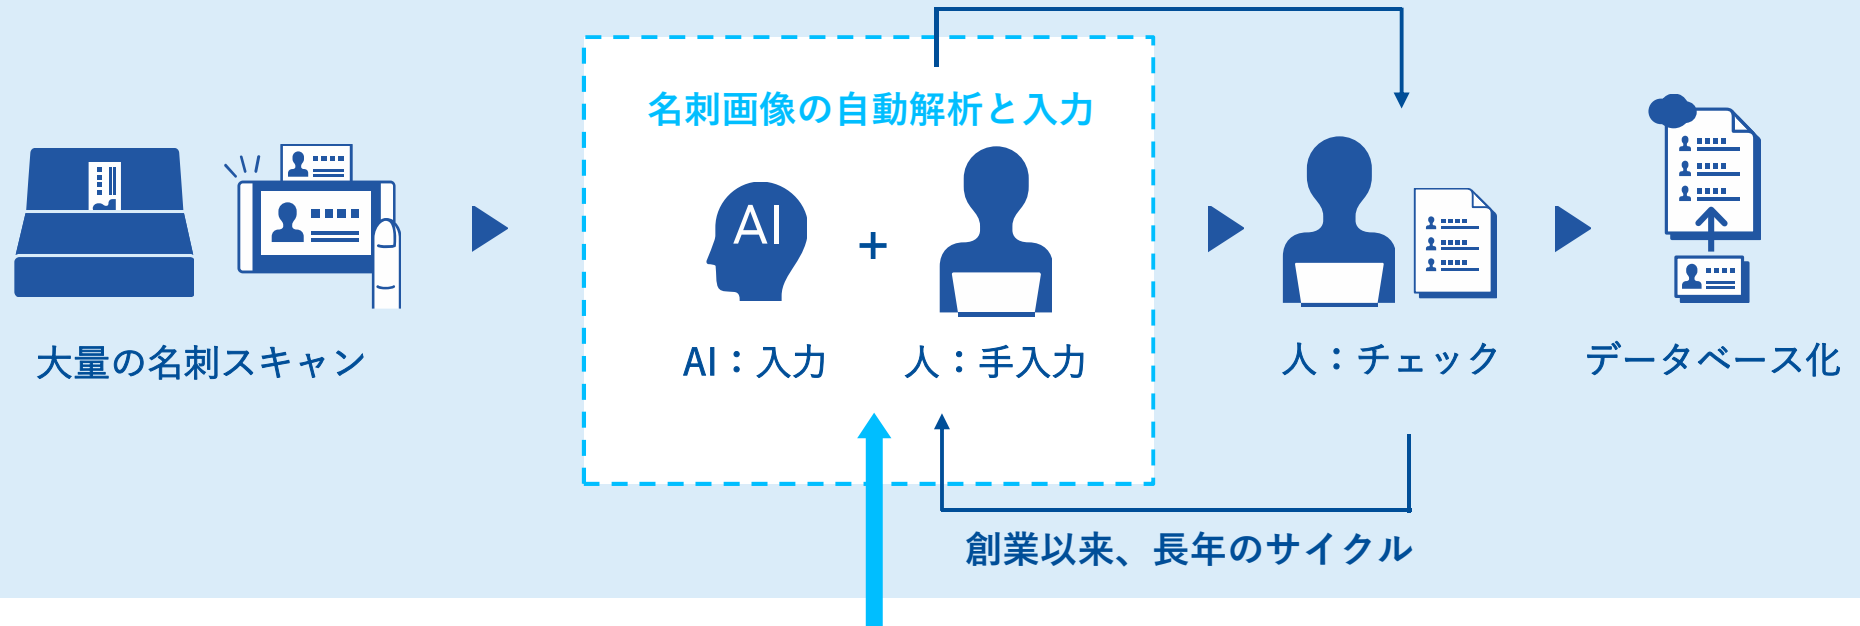 名刺画像の自動解析と入力
AI
+
大量の名刺スキャン
AI：入力
人：手入力
人：チェック
データベース化
創業以来、長年のサイクル